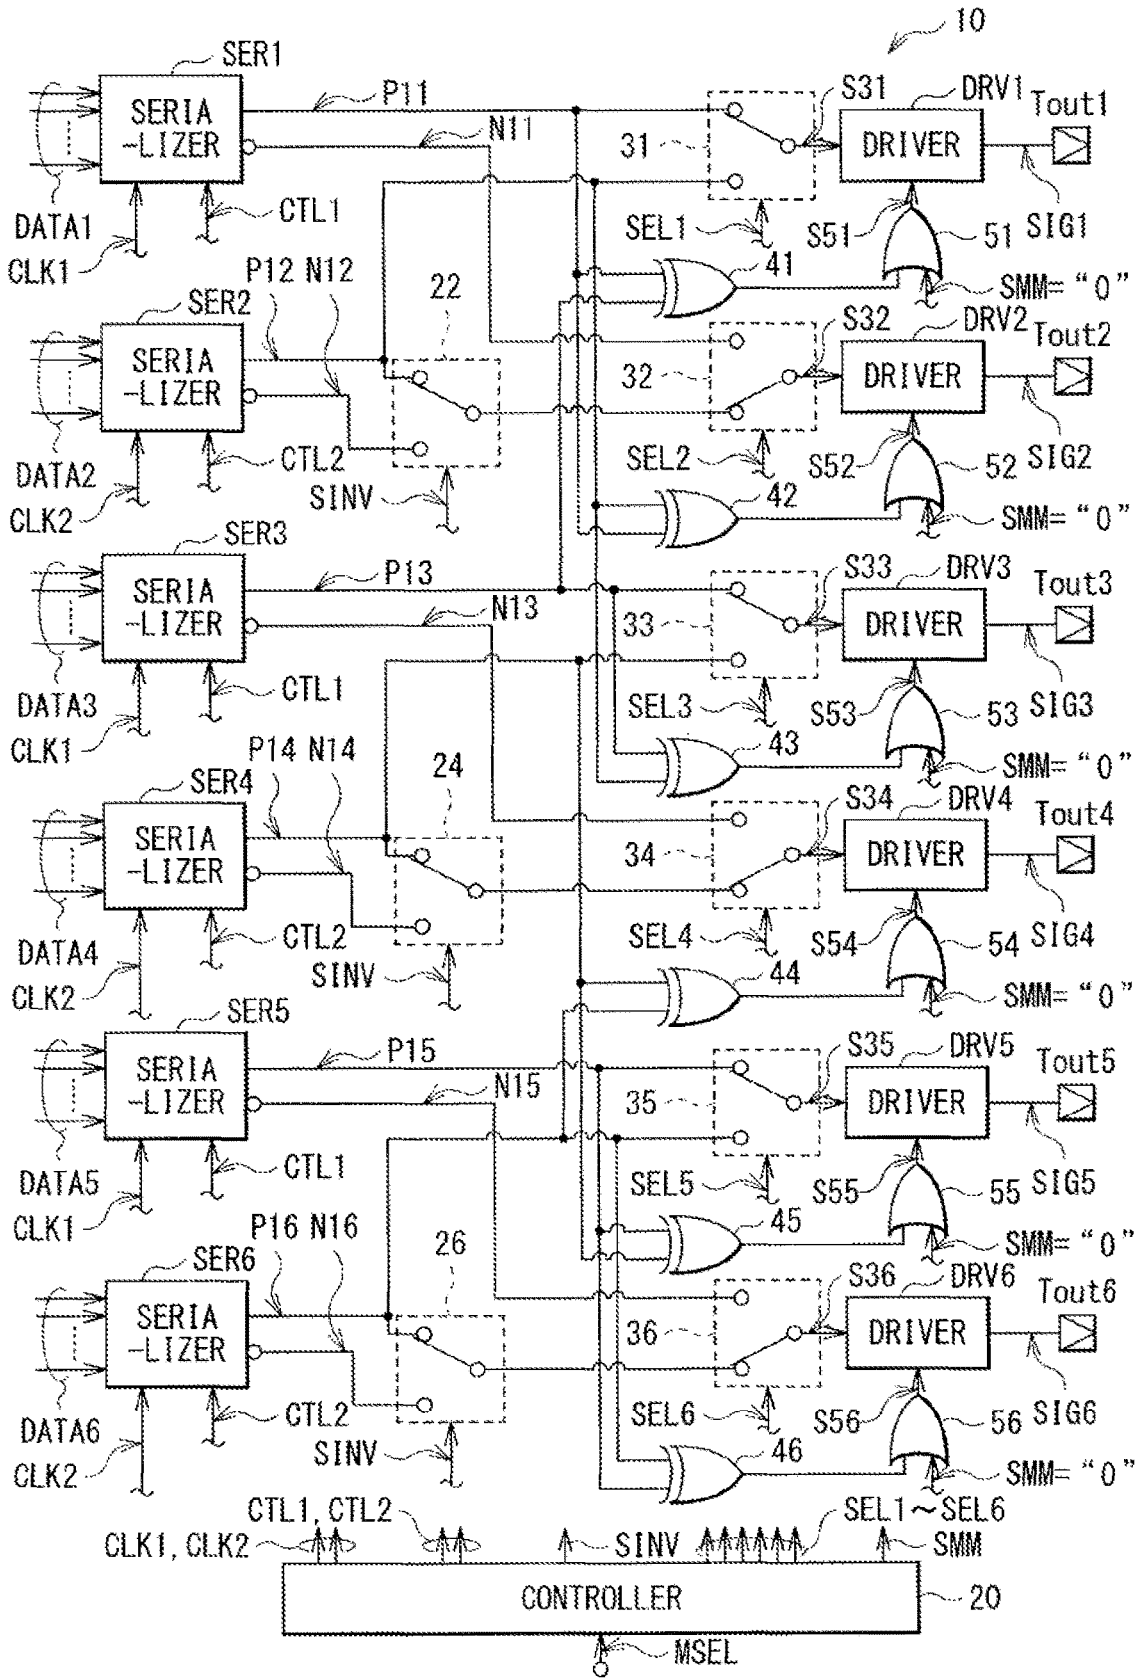 10
SER1
SERIA
-LIZER
P11
N11
31
S31
DRV1
DRIVER
Tout1
DATA1
CLK1
CTL1
SEL1
S51
51
SIG1
41
SMM="0"
SER2
SERIA
-LIZER
P12 N12
22
32
S32
DRV2
DRIVER
Tout2
DATA2
CLK2
CTL2
SINV
SEL2
S52
52
SIG2
42
SMM="0"
SER3
SERIA
-LIZER
P13
N13
33
S33
DRV3
DRIVER
Tout3
DATA3
CLK1
CTL1
SEL3
S53
53
SIG3
43
SMM="0"
SER4
SERIA
-LIZER
P14 N14
24
34
S34
DRV4
DRIVER
Tout4
DATA4
CLK2
CTL2
SINV
SEL4
S54
54
SIG4
44
SMM="0"
SER5
SERIA
-LIZER
P15
N15
35
S35
DRV5
DRIVER
Tout5
DATA5
CLK1
CTL1
SEL5
S55
55
SIG5
45
SMM="0"
SER6
SERIA
-LIZER
P16 N16
26
36
S36
DRV6
DRIVER
Tout6
DATA6
CLK2
CTL2
SINV
SEL6
S56
56
SIG6
46
SMM="0"
CTL1, CTL2
CLK1, CLK2
SINV
SEL1～SEL6
SMM
CONTROLLER
20
MSEL